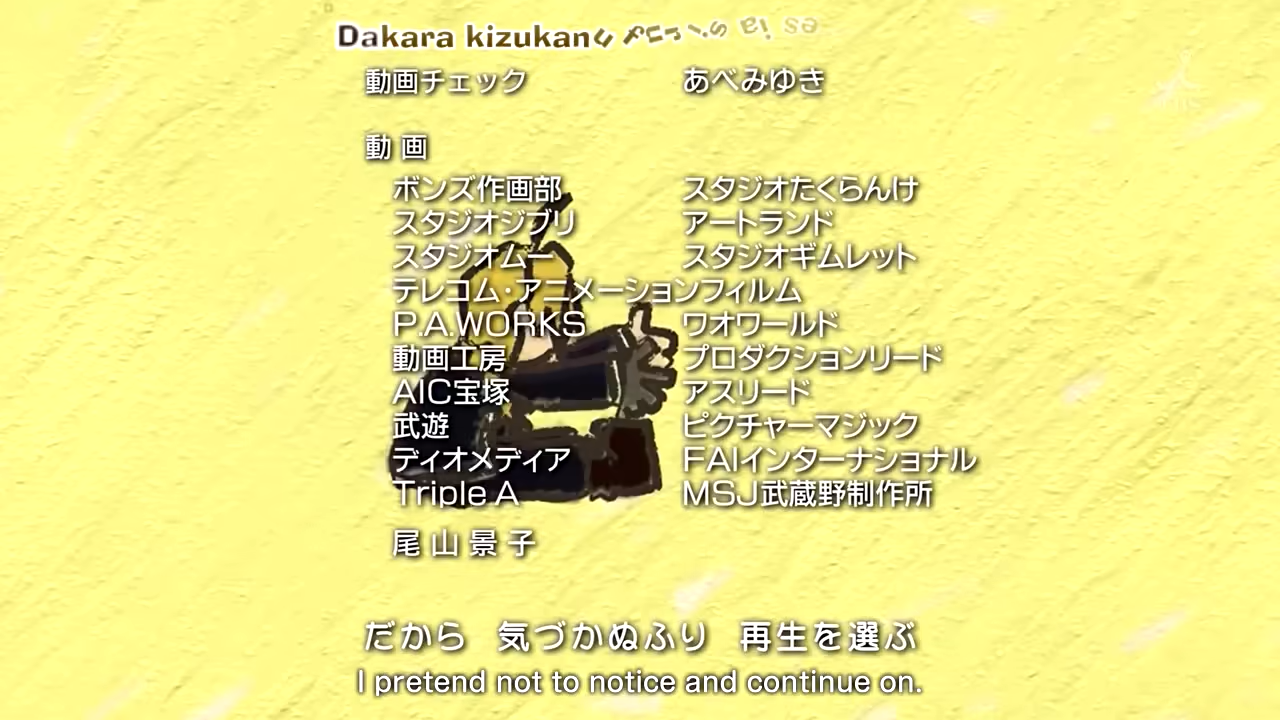 Dakara kizukanu
動画チェック あべみゆき
動画
ボンズ作画部 スタジオたくらんけ
スタジオジブリ アートランド
スタジオムー スタジオギムレット
テレコム・アニメーションフィルム
P.A.WORKS ワオワールド
動画工房 プロダクションリード
AIC宝塚 アスリード
武遊 ピクチャーマジック
ディオメディア FAIインターナショナル
Triple A MSJ武蔵野制作所
尾山景子
だから 気づかぬふり 再生を選ぶ
I pretend not to notice and continue on.